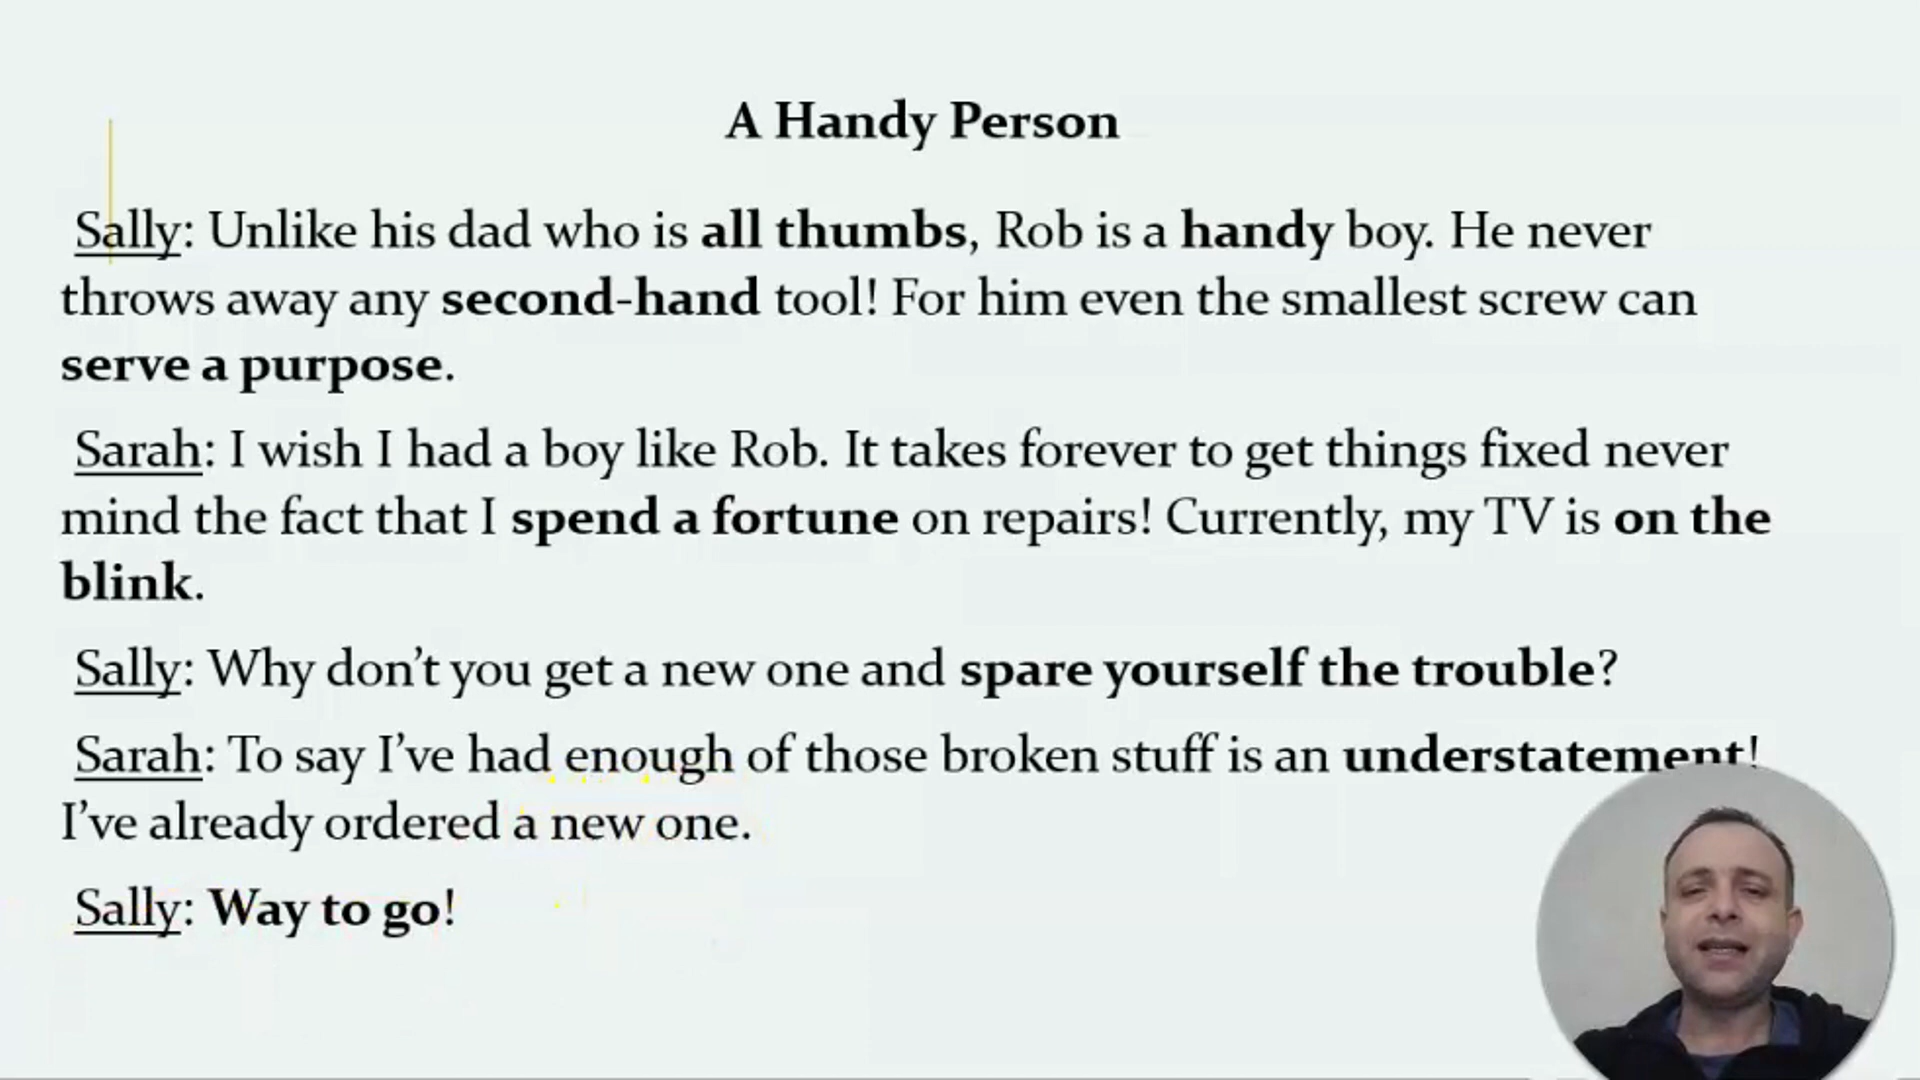 A Handy Person
Sally: Unlike his dad who is all thumbs, Rob is a handy boy. He never
throws away any second-hand tool! For him even the smallest screw can
serve a purpose.
Sarah: I wish I had a boy like Rob. It takes forever to get things fixed never
mind the fact that I spend a fortune on repairs! Currently, my TV is on the
blink.
Sally: Why don’t you get a new one and spare yourself the trouble?
Sarah: To say I’ve had enough of those broken stuff is an understatement!
I’ve already ordered a new one.
Sally: Way to go!